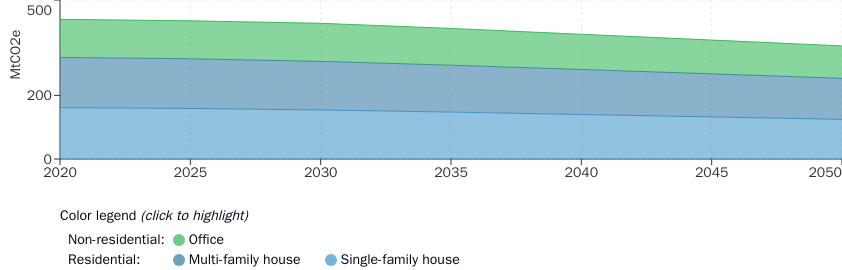 500
MtCO2e
200
0
2020 2025 2030 2035 2040 2045 2050
Color legend (click to highlight)
Non-residential: Office
Residential: Multi-family house Single-family house